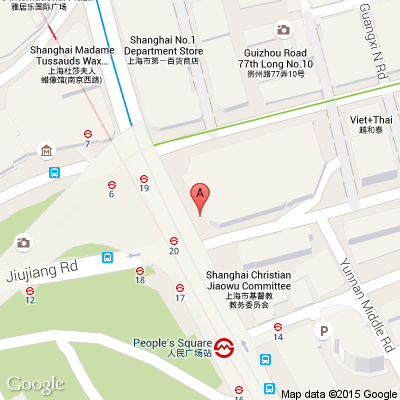 雅居乐国际广场
Shanghai Madame
Tussauds Wax...
上海杜莎夫人
蜡像馆(南京西路)
Shanghai No.1
Department Store
上海市第一百货商店
Guizhou Road
77th Long No.10
贵州路77弄10号
Guangxi N Rd
Viet+Thai
越和泰
7
6
19
A
20
Jiujiang Rd
18
12
17
Shanghai Christian
Jiaowu Committee
上海市基督教
教务委员会
Yunnan Middle Rd
14
P
People's Square
人民广场站
16
Google
Map data ©2015 Google